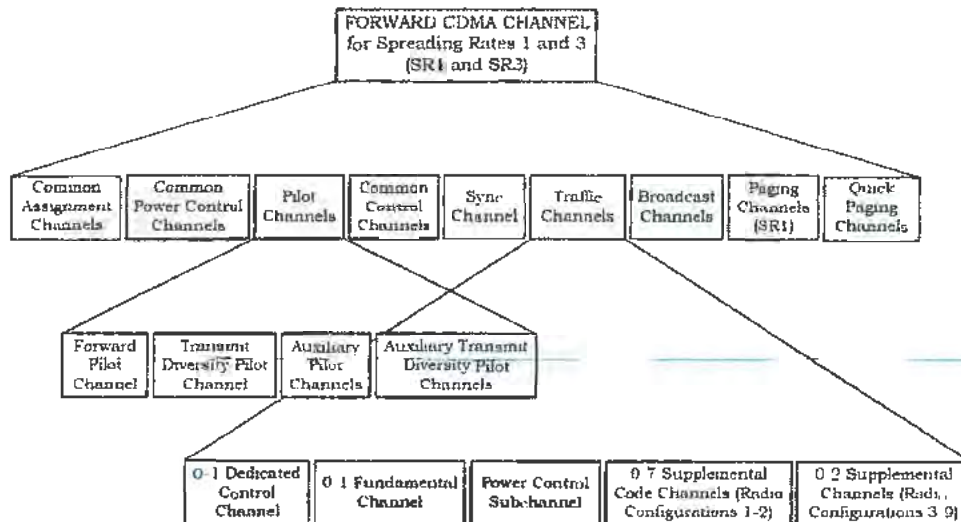 FORWARD CDMA CHANNEL
for Spreading Rates 1 and 3
(SR1 and SR3)
Common
Assignment
Channels
Common
Power Control
Channels
Pilot
Channels
Common
Control
Channels
Sync
Channel
Traffic
Channels
Broadcast
Channels
Paging
Channels
(SR1)
Quick
Paging
Channels
Forward
Pilot
Channel
Transmit
Diversity Pilot
Channel
Auxiliary
Pilot
Channels
Auxiliary Transmit
Diversity Pilot
Channels
0-1 Dedicated
Control
Channel
0-1 Fundamental
Channel
Power Control
Subchannel
0-7 Supplemental
Code Channels (Radio
Configurations 1-2)
0-2 Supplemental
Channels (Radio
Configurations 3-9)